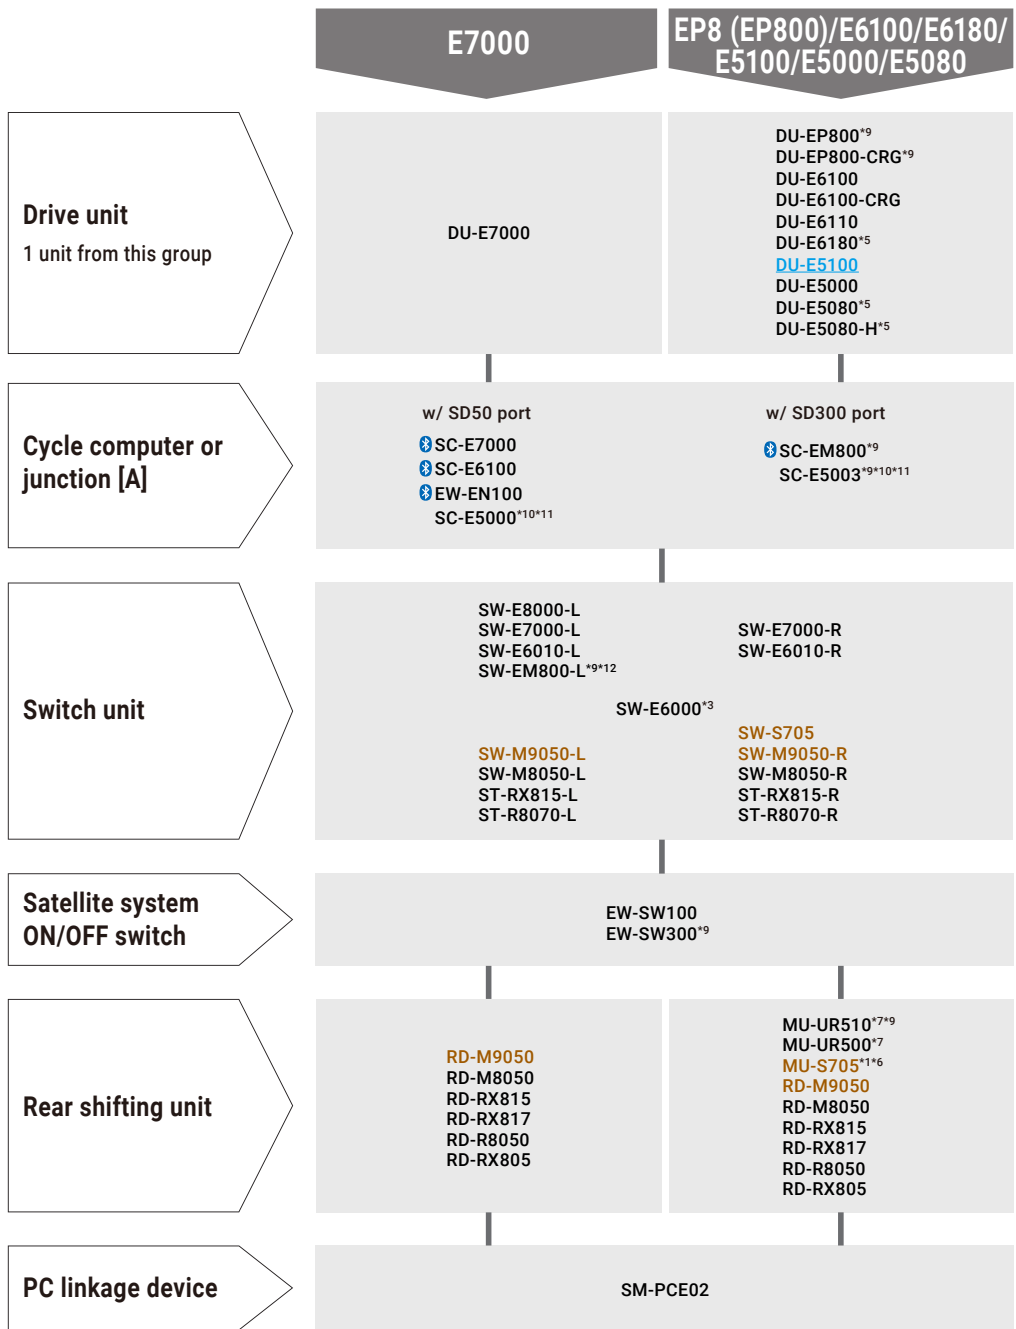 E7000
EP8 (EP800)/E6100/E6180/
E5100/E5000/E5080
Drive unit
1 unit from this group
DU-E7000
DU-EP800*9
DU-EP800-CRG*9
DU-E6100
DU-E6100-CRG
DU-E6110
DU-E6180*5
DU-E5100
DU-E5000
DU-E5080*5
DU-E5080-H*5
Cycle computer or
junction [A]
w/ SD50 port
SC-E7000
SC-E6100
EW-EN100
SC-E5000*10*11
w/ SD300 port
SC-EM800*9
SC-E5003*9*10*11
Switch unit
SW-E8000-L
SW-E7000-L
SW-E6010-L
SW-EM800-L*9*12
SW-E7000-R
SW-E6010-R
SW-E6000*3
SW-M9050-L
SW-M8050-L
ST-RX815-L
ST-R8070-L
SW-S705
SW-M9050-R
SW-M8050-R
ST-RX815-R
ST-R8070-R
Satellite system
ON/OFF switch
EW-SW100
EW-SW300*9
Rear shifting unit
RD-M9050
RD-M8050
RD-RX815
RD-RX817
RD-R8050
RD-RX805
MU-UR510*7*9
MU-UR500*7
MU-S705*1*6
RD-M9050
RD-M8050
RD-RX815
RD-RX817
RD-R8050
RD-RX805
PC linkage device
SM-PCE02